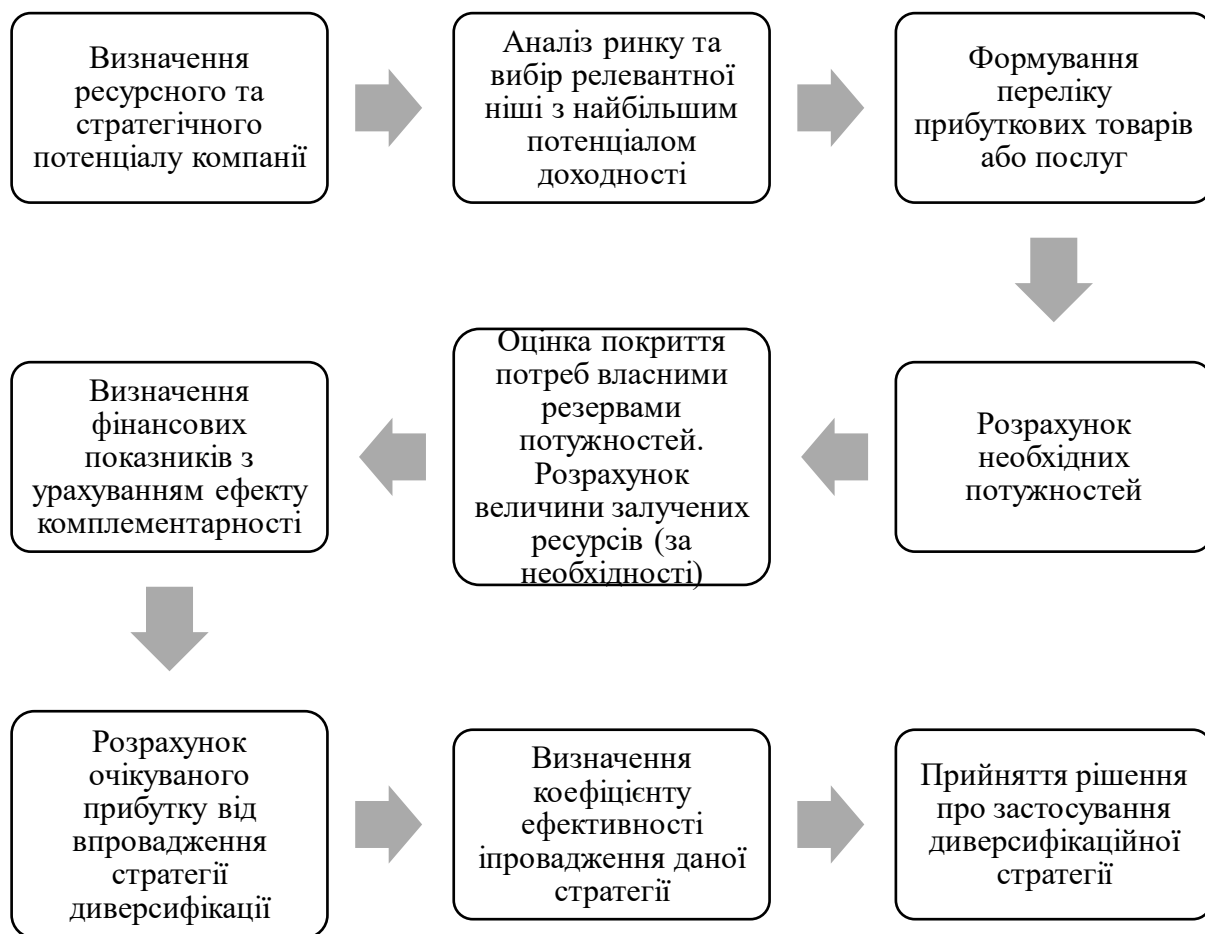 Визначення
ресурсного та
стратегічного
потенціалу компанії
Аналіз ринку та
вибір релевантної
ніші з найбільшим
потенціалом
доходності
Формування
переліку
прибуткових товарів
або послуг
Розрахунок
необхідних
потужностей
Оцінка покриття
потреб власними
резервами
потужностей.
Розрахунок
величини залучених
ресурсів (за
необхідності)
Визначення
фінансових
показників з
урахуванням ефекту
комплементарності
Розрахунок
очікуваного
прибутку від
впровадження
стратегії
диверсифікації
Визначення
коефіцієнту
ефективності
іпровадження даної
стратегії
Прийняття рішення
про застосування
диверсифікаційної
стратегії